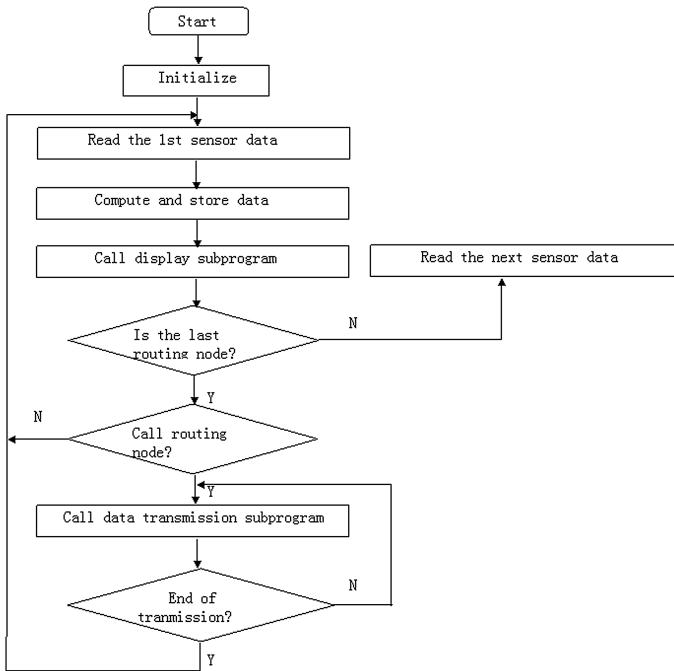 Start
Initialize
Read the 1st sensor data
Compute and store data
Call display subprogram
Read the next sensor data
N
Is the last
routing node?
Y
N
Call routing
node?
Y
Call data transmission subprogram
N
End of
tranmission?
Y